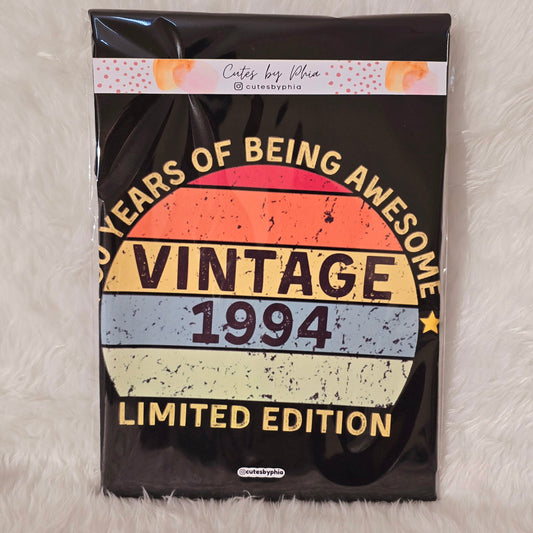 Cutes by Phia
cutesbyphia
YEARS OF BEING AWESOME
VINTAGE
1994
LIMITED EDITION
cutesbyphia